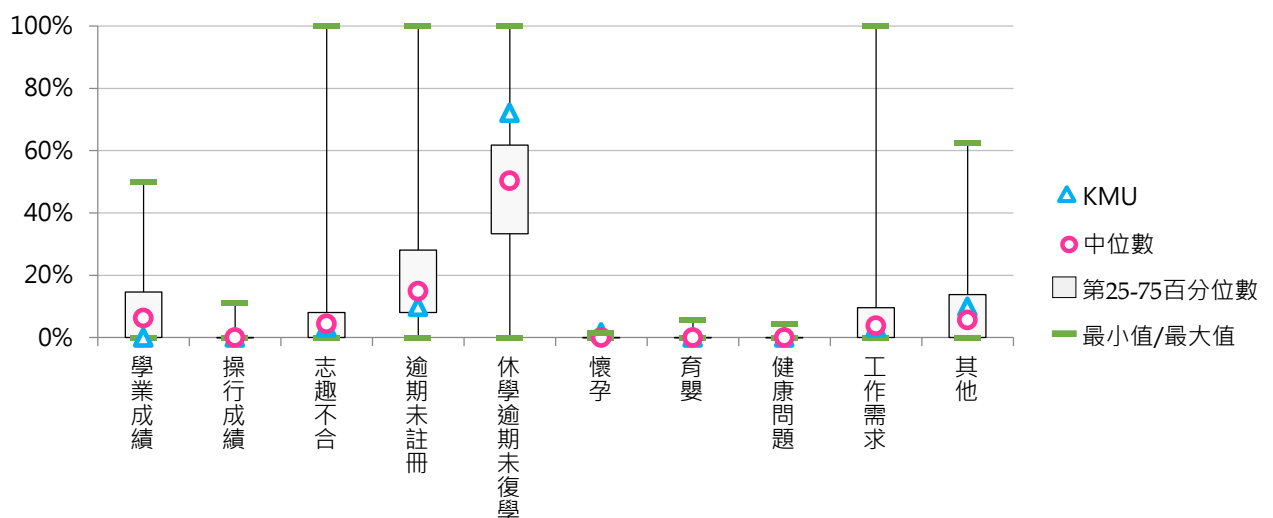 100%
80%
60%
40%
20%
0%
學業成績
操行成績
志趣不合
逾期未註冊
休學逾期未復學
懷孕
育嬰
健康問題
工作需求
其他
KMU
中位數
第25-75百分位數
最小值/最大值